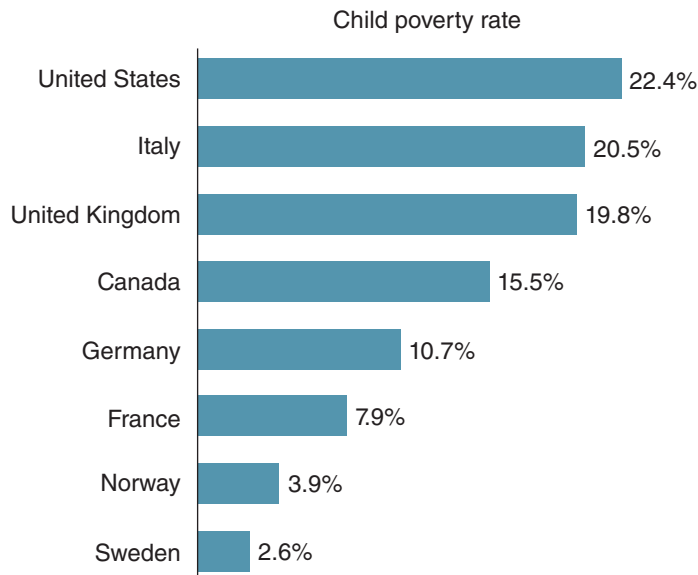 Child poverty rate
United States 22.4%
Italy 20.5%
United Kingdom 19.8%
Canada 15.5%
Germany 10.7%
France 7.9%
Norway 3.9%
Sweden 2.6%